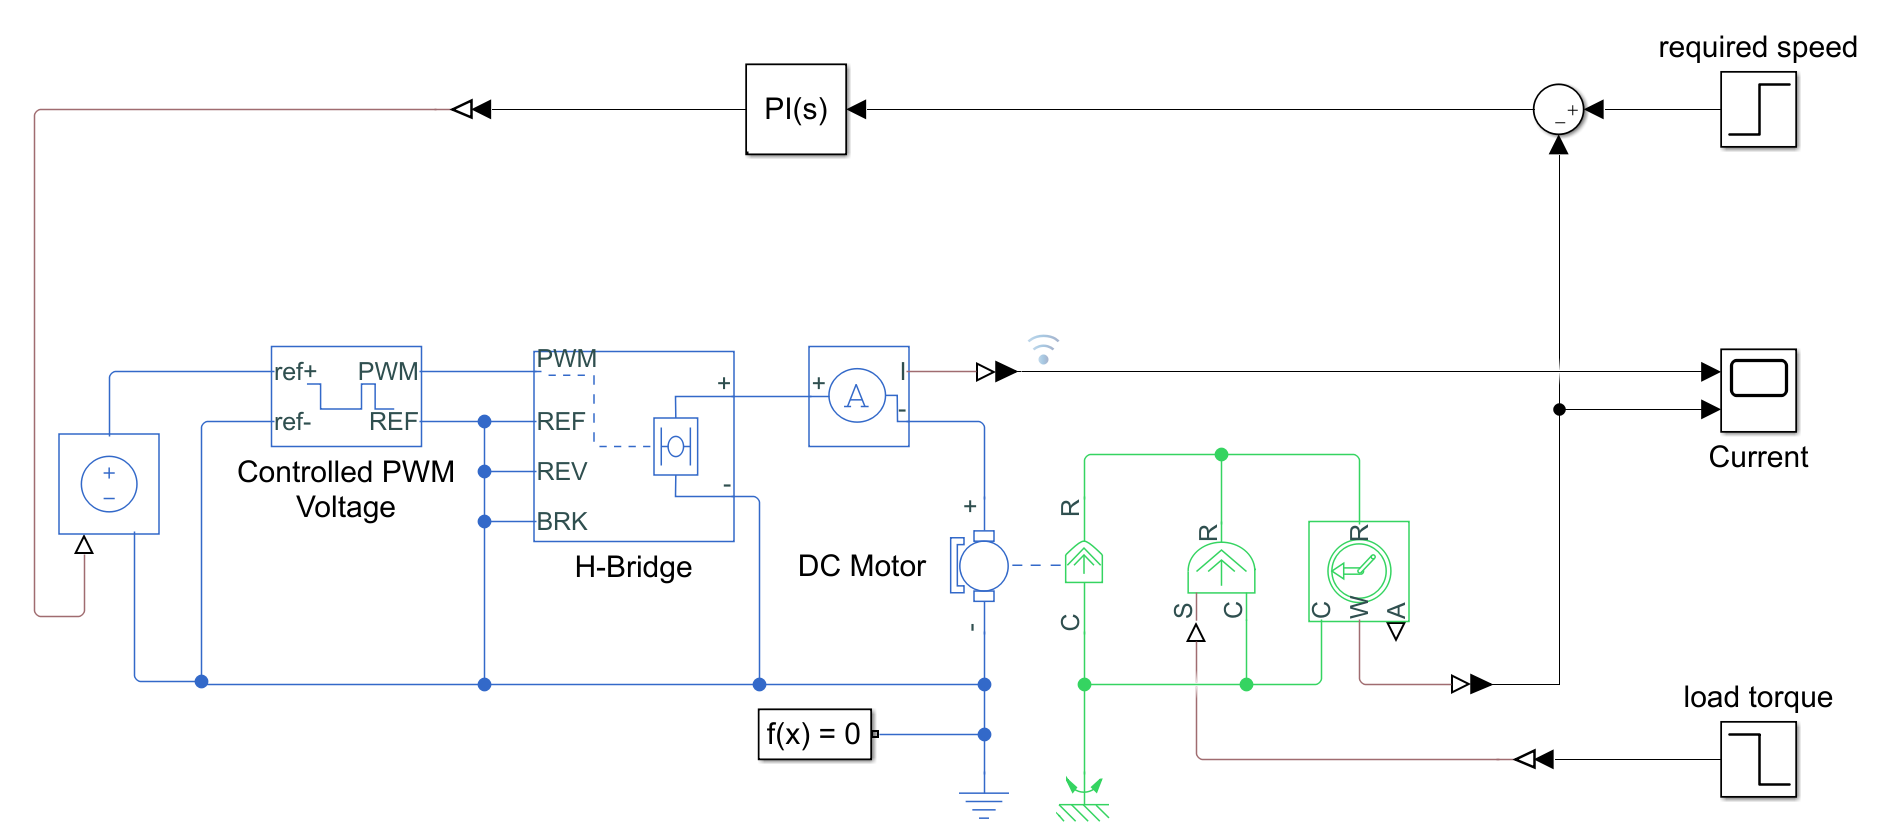 required speed
PI(s)
+
−
ref+
PWM
ref-
REF
Controlled PWM
Voltage
+
−
PWM
REF
REV
BRK
+
-
H-Bridge
+
A
I
-
Current
+
DC Motor
-
R
C
R
S
C
R
C
W
A
f(x) = 0
load torque